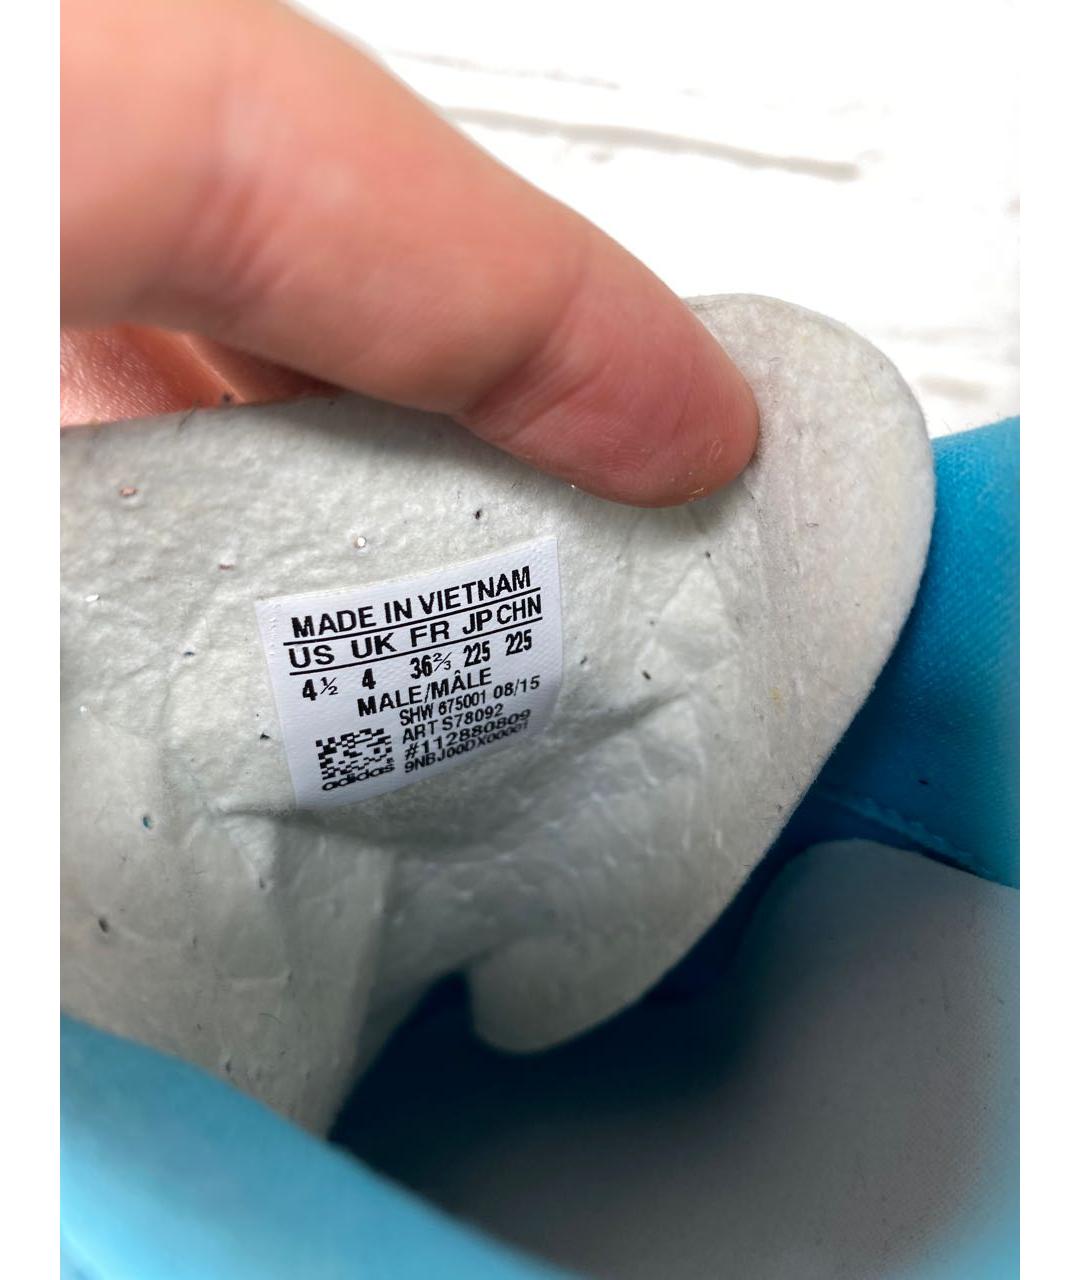 MADE IN VIETNAM
US UK FR JP CHN
4½ 4 36⅔ 225 225
MALE/MÂLE
SHW 675001 08/15
ART S78092
#112880809
9NBJ00DX00061
adidas